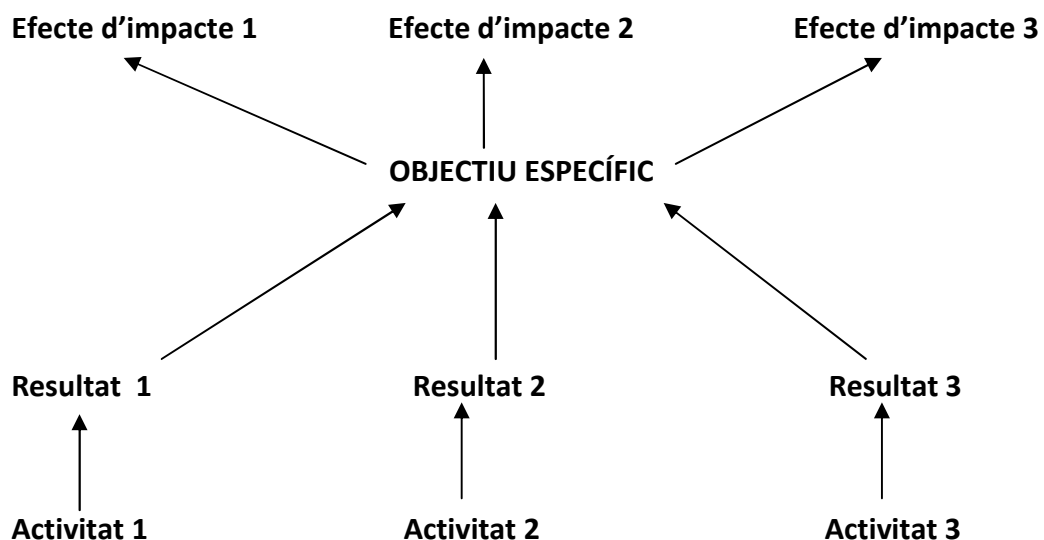 Efecte d’impacte 1 Efecte d’impacte 2 Efecte d’impacte 3
OBJECTIU ESPECÍFIC
Resultat 1 Resultat 2 Resultat 3
Activitat 1 Activitat 2 Activitat 3